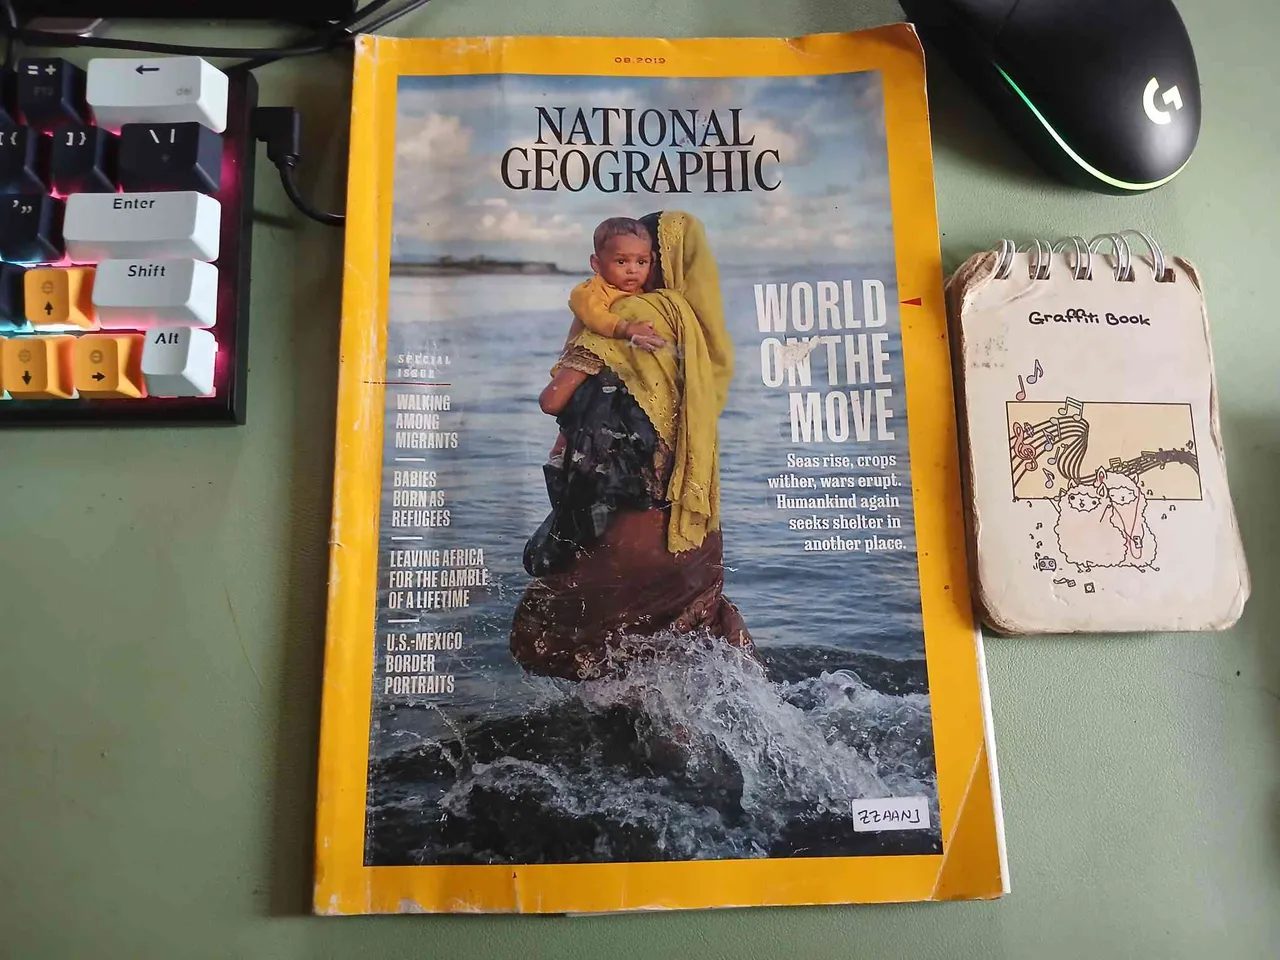 08.2019
NATIONAL
GEOGRAPHIC
WORLD
ON THE
MOVE
Seas rise, crops
wither, wars erupt.
Humankind again
seeks shelter in
another place.
SPECIAL
ISSUE
WALKING
AMONG
MIGRANTS
BABIES
BORN AS
REFUGEES
LEAVING AFRICA
FOR THE GAMBLE
OF A LIFETIME
U.S.-MEXICO
BORDER
PORTRAITS
ZZAANJ
Graffiti Book
= +
← del
[ {
] }
\ |
' "
Enter
Shift
↑
Alt
↓
→
G